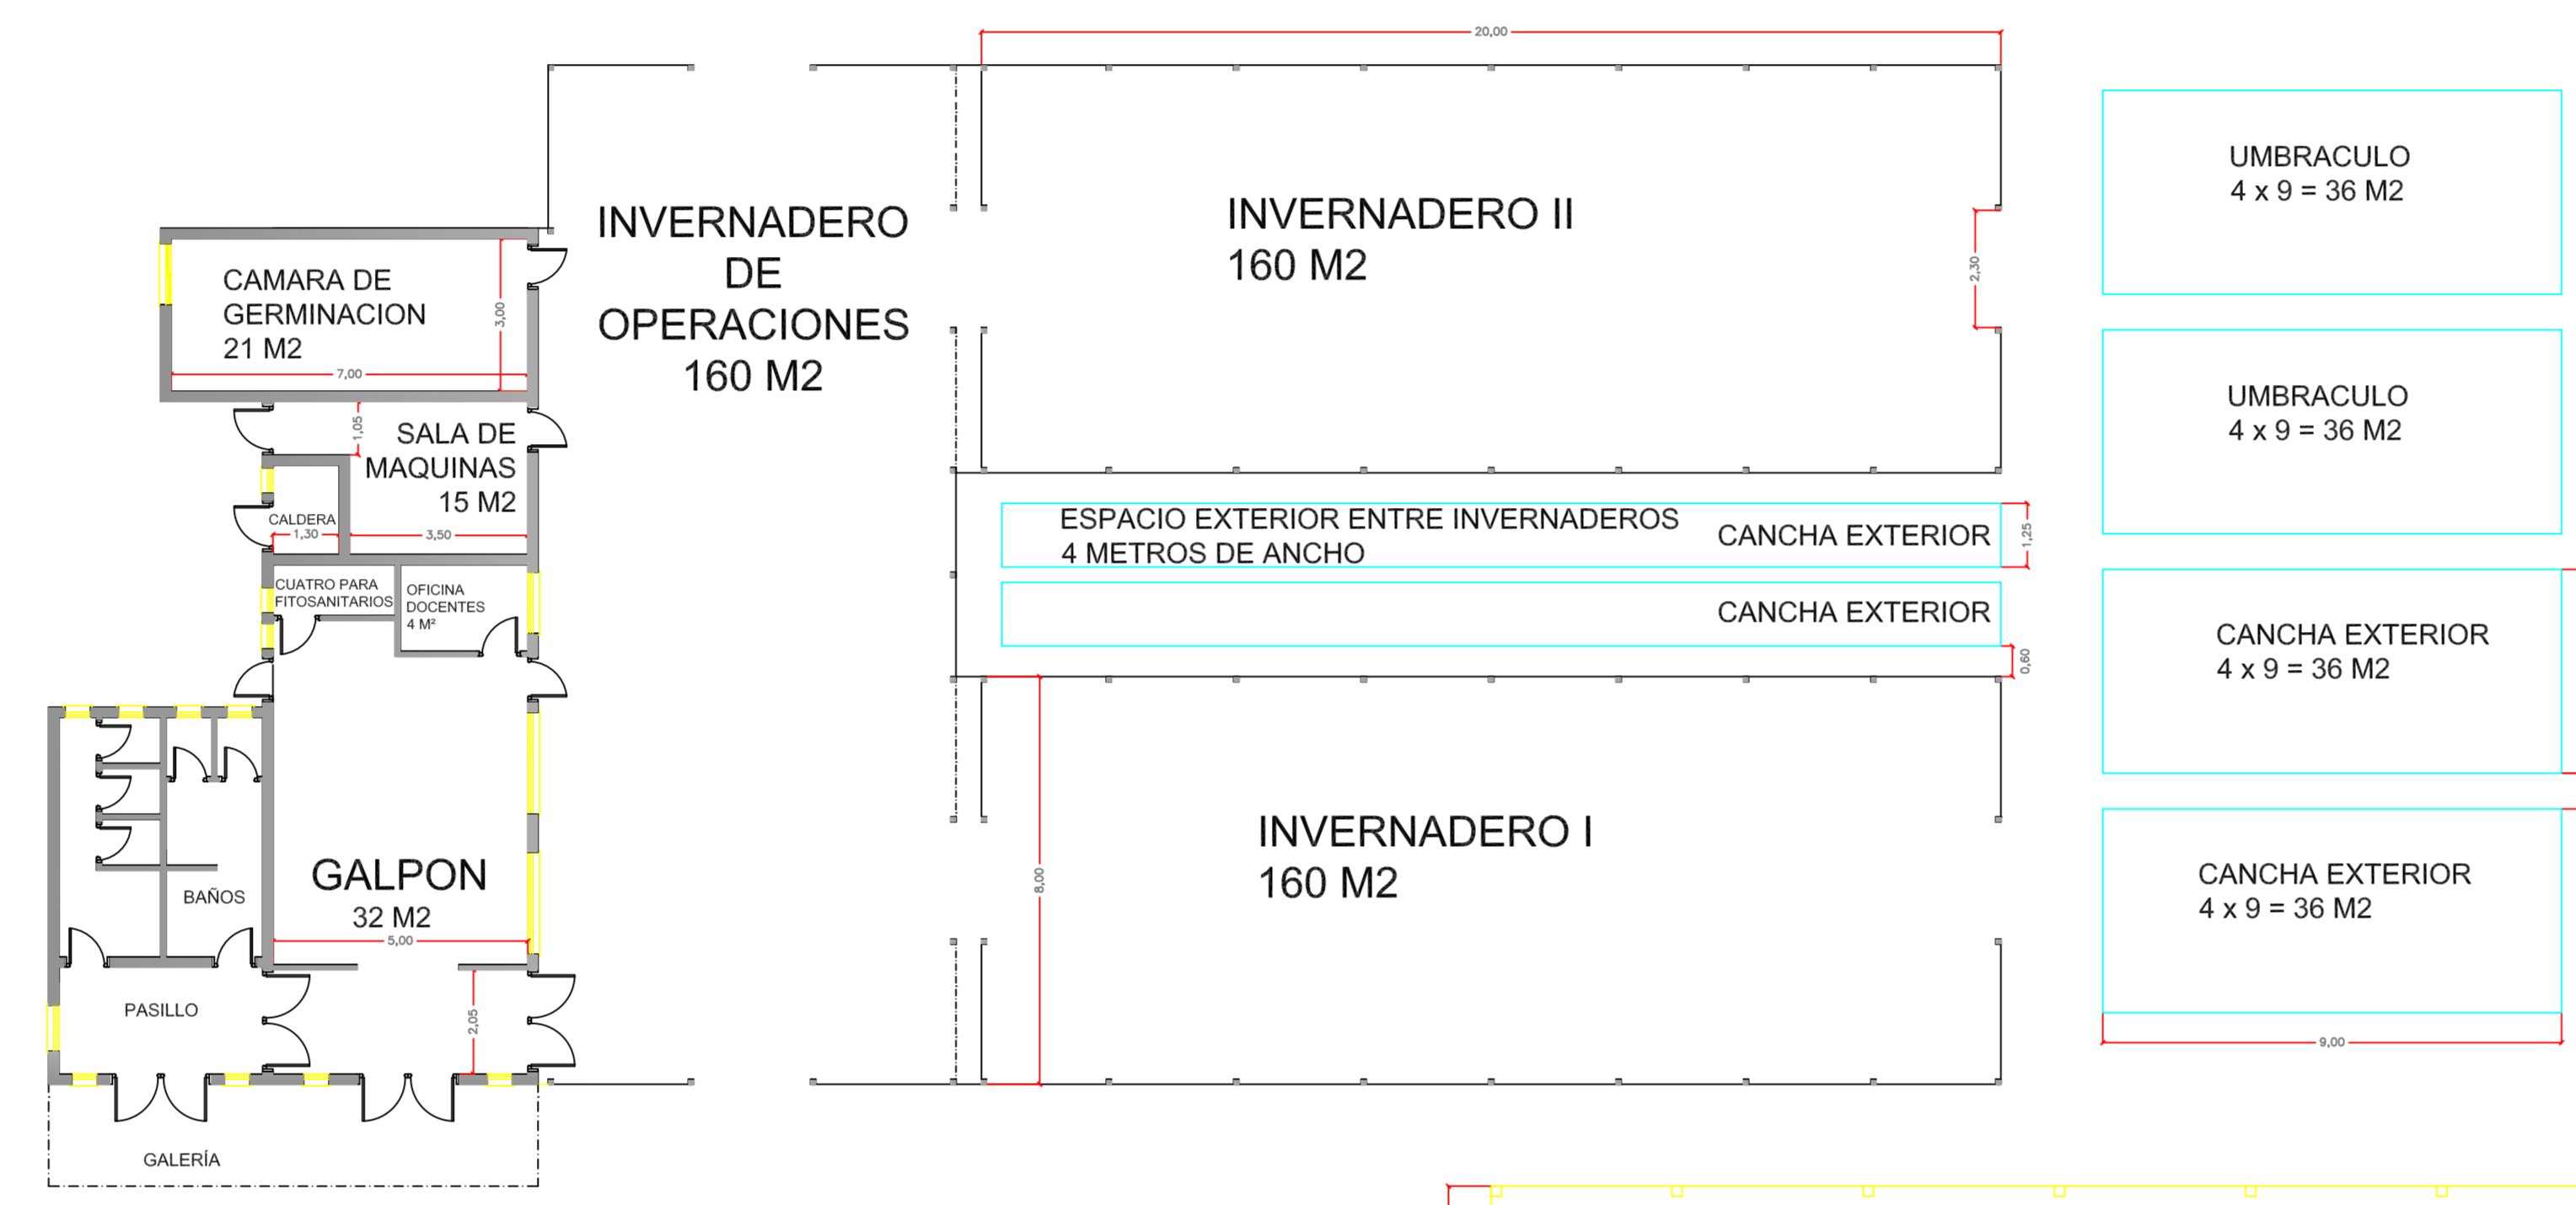 20,00
UMBRACULO
4 x 9 = 36 M2
INVERNADERO
DE
OPERACIONES
160 M2
INVERNADERO II
160 M2
2,30
CAMARA DE
GERMINACION
21 M2
3,00
7,00
UMBRACULO
4 x 9 = 36 M2
1,05
SALA DE
MAQUINAS
15 M2
CALDERA
1,30
3,50
ESPACIO EXTERIOR ENTRE INVERNADEROS
4 METROS DE ANCHO
CANCHA EXTERIOR
1,25
CUATRO PARA
FITOSANITARIOS
OFICINA
DOCENTES
4 M²
CANCHA EXTERIOR
0,60
CANCHA EXTERIOR
4 x 9 = 36 M2
INVERNADERO I
160 M2
8,00
GALPON
32 M2
5,00
BAÑOS
CANCHA EXTERIOR
4 x 9 = 36 M2
PASILLO
2,05
9,00
GALERÍA